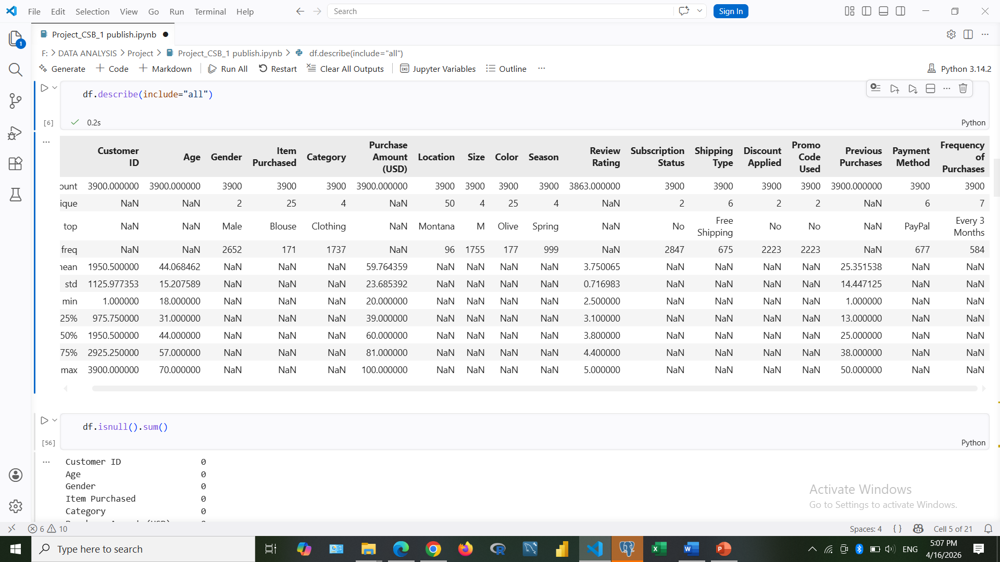 File Edit Selection View Go Run Terminal Help Search Sign In
Project_CSB_1 publish.ipynb
1
F: > DATA ANALYSIS > Project > Project_CSB_1 publish.ipynb > df.describe(include="all")
Generate + Code + Markdown Run All Restart Clear All Outputs Jupyter Variables Outline ... Python 3.14.2
df.describe(include="all")
[6] 0.2s Python
Customer ID Age Gender Item Purchased Category Purchase Amount (USD) Location Size Color Season Review Rating Subscription Status Shipping Type Discount Applied Promo Code Used Previous Purchases Payment Method Frequency of Purchases
ount 3900.000000 3900.000000 3900 3900 3900 3900.000000 3900 3900 3900 3900 3863.000000 3900 3900 3900 3900 3900.000000 3900 3900
ique NaN NaN 2 25 4 NaN 50 4 25 4 NaN 2 6 2 2 NaN 6 7
top NaN NaN Male Blouse Clothing NaN Montana M Olive Spring NaN No Free Shipping No No NaN PayPal Every 3 Months
freq NaN NaN 2652 171 1737 NaN 96 1755 177 999 NaN 2847 675 2223 2223 NaN 677 584
nean 1950.500000 44.068462 NaN NaN NaN 59.764359 NaN NaN NaN NaN 3.750065 NaN NaN NaN NaN 25.351538 NaN NaN
std 1125.977353 15.207589 NaN NaN NaN 23.685392 NaN NaN NaN NaN 0.716983 NaN NaN NaN NaN 14.447125 NaN NaN
min 1.000000 18.000000 NaN NaN NaN 20.000000 NaN NaN NaN NaN 2.500000 NaN NaN NaN NaN 1.000000 NaN NaN
25% 975.750000 31.000000 NaN NaN NaN 39.000000 NaN NaN NaN NaN 3.100000 NaN NaN NaN NaN 13.000000 NaN NaN
50% 1950.500000 44.000000 NaN NaN NaN 60.000000 NaN NaN NaN NaN 3.800000 NaN NaN NaN NaN 25.000000 NaN NaN
75% 2925.250000 57.000000 NaN NaN NaN 81.000000 NaN NaN NaN NaN 4.400000 NaN NaN NaN NaN 38.000000 NaN NaN
max 3900.000000 70.000000 NaN NaN NaN 100.000000 NaN NaN NaN NaN 5.000000 NaN NaN NaN NaN 50.000000 NaN NaN
df.isnull().sum()
[56] Python
Customer ID 0
Age 0
Gender 0
Item Purchased 0
Category 0
Activate Windows
Go to Settings to activate Windows.
6 10 Spaces: 4 { } Cell 5 of 21
Type here to search ENG 5:07 PM
4/16/2026